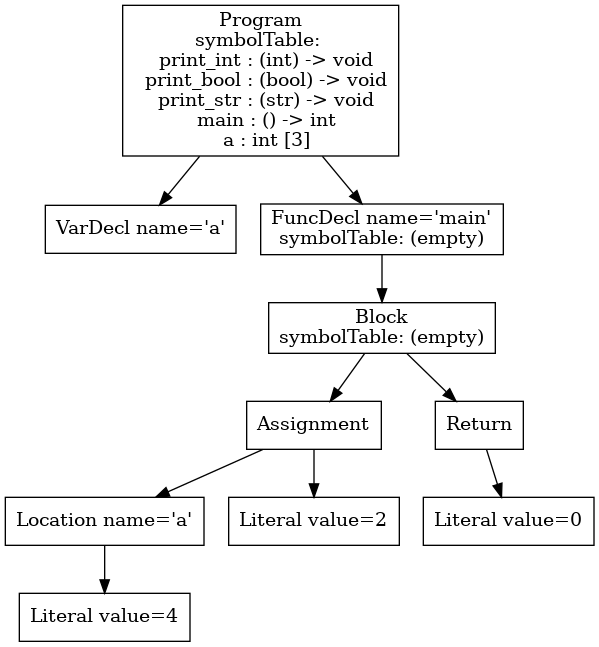 Program
symbolTable:
print_int : (int) -> void
print_bool : (bool) -> void
print_str : (str) -> void
main : () -> int
a : int [3]
VarDecl name='a'
FuncDecl name='main'
symbolTable: (empty)
Block
symbolTable: (empty)
Assignment
Return
Location name='a'
Literal value=2
Literal value=0
Literal value=4